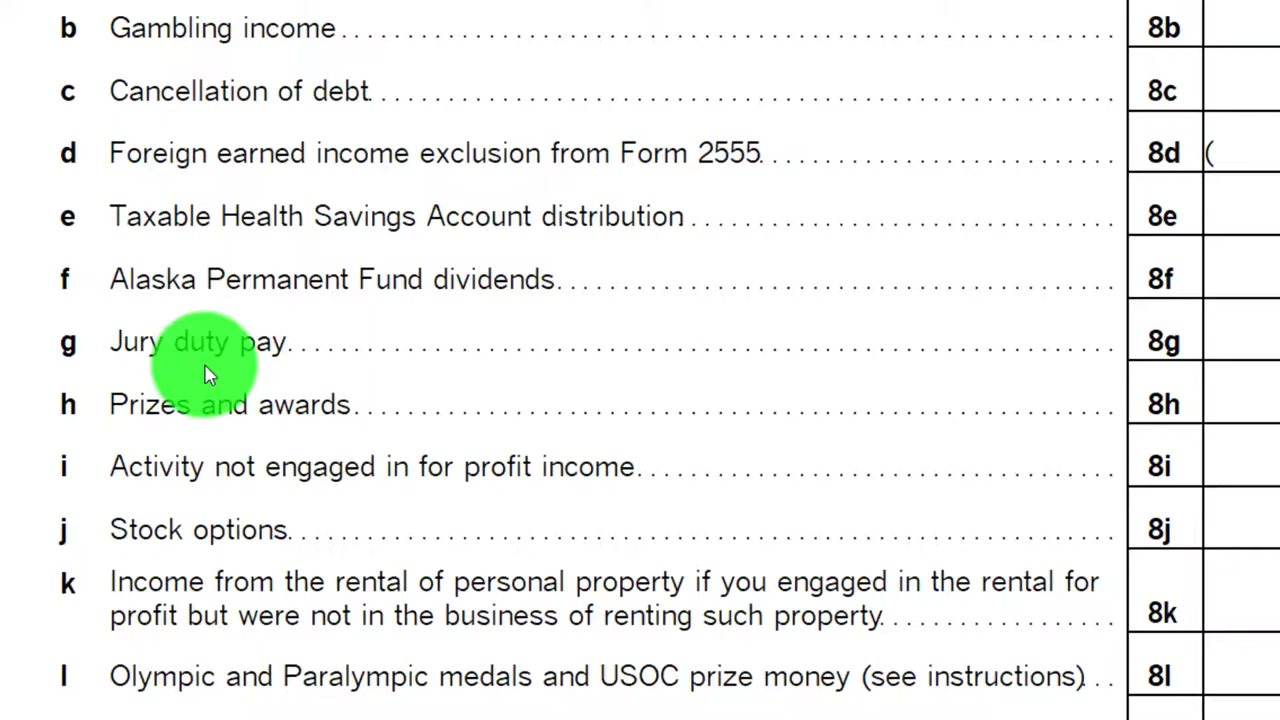 b Gambling income........................................................ 8b
c Cancellation of debt..................................................... 8c
d Foreign earned income exclusion from Form 2555........................... 8d (
e Taxable Health Savings Account distribution................................ 8e
f Alaska Permanent Fund dividends.......................................... 8f
g Jury duty pay............................................................ 8g
h Prizes and awards........................................................ 8h
i Activity not engaged in for profit income.................................... 8i
j Stock options............................................................ 8j
k Income from the rental of personal property if you engaged in the rental for
profit but were not in the business of renting such property.................. 8k
l Olympic and Paralympic medals and USOC prize money (see instructions)... 8l